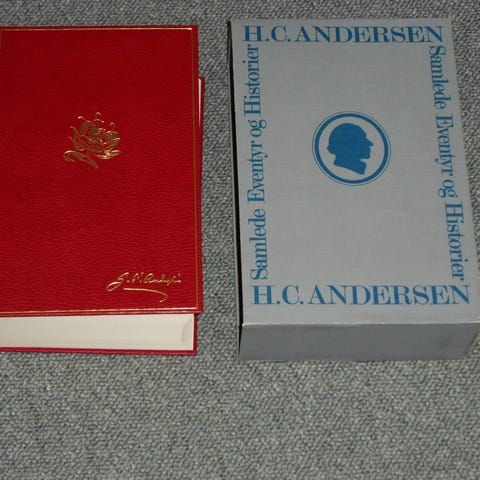 H.C. ANDERSEN
Samlede Eventyr og Historier
Samlede Eventyr og Historier
H.C. ANDERSEN